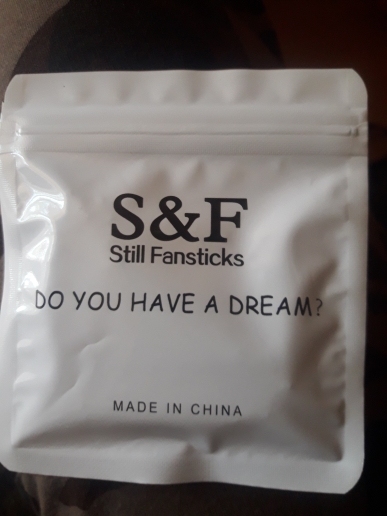 S&F
Still Fansticks
DO YOU HAVE A DREAM?
MADE IN CHINA